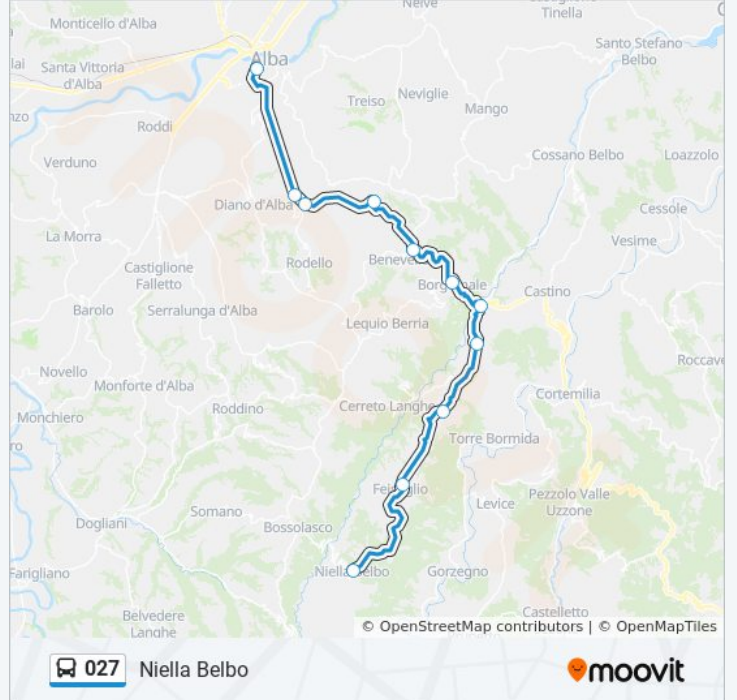 Neive
Castiglione
Tinella
Monticello d'Alba
Alba
Santo Stefano
Belbo
Santa Vittoria
d'Alba
Neviglie
Treiso
Mango
Roddi
Verduno
Cossano Belbo
Loazzolo
Diano d'Alba
Cessole
La Morra
Vesime
Castiglione
Falletto
Rodello
Castino
Barolo
Serralunga d'Alba
Lequio Berria
Novello
Monforte d'Alba
Roddino
Cerreto Langhe
Cortemilia
Monchiero
Torre Bormida
Levice
Pezzolo Valle
Uzzone
Somano
Dogliani
Bossolasco
Farigliano
Niella Belbo
Gorzegno
Belvedere
Langhe
Castelletto
© OpenStreetMap contributors | © OpenMapTiles
027 Niella Belbo
moovit